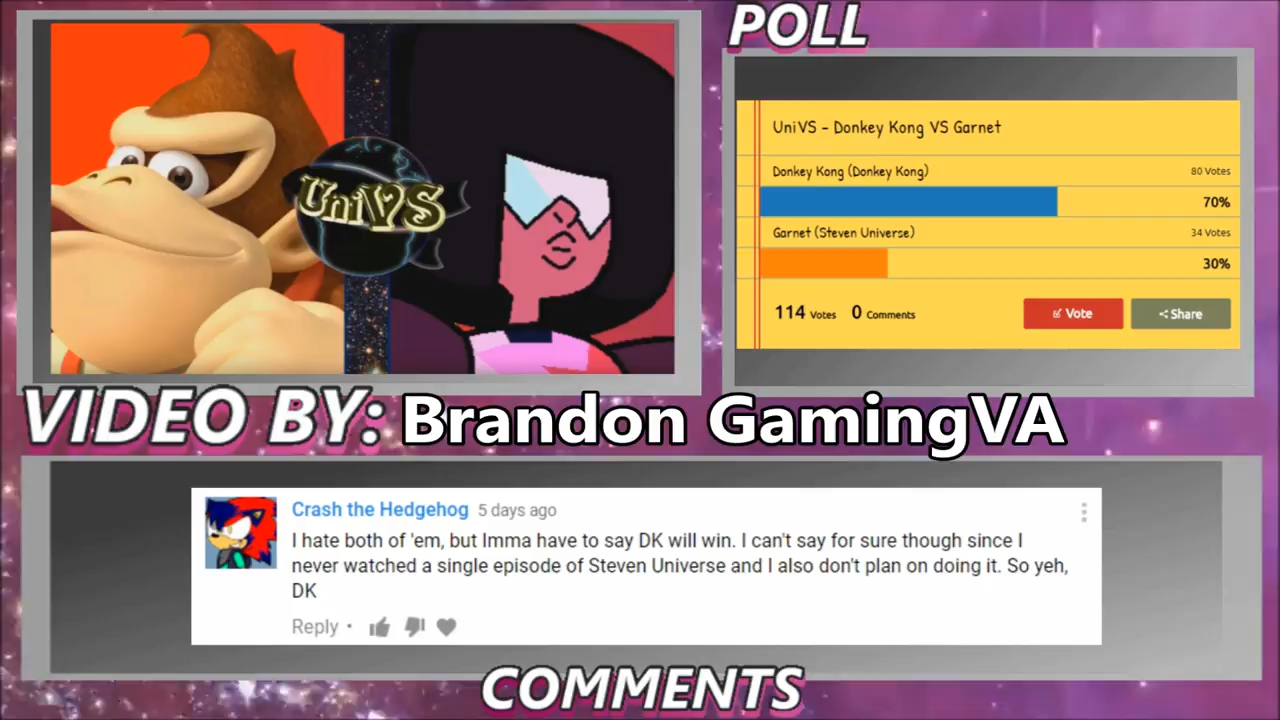 POLL
UniVS
UniVS - Donkey Kong VS Garnet
Donkey Kong (Donkey Kong) 80 Votes
70%
Garnet (Steven Universe) 34 Votes
30%
114 Votes 0 Comments Vote Share
VIDEO BY: Brandon GamingVA
Crash the Hedgehog 5 days ago
I hate both of 'em, but Imma have to say DK will win. I can't say for sure though since I
never watched a single episode of Steven Universe and I also don't plan on doing it. So yeh,
DK
Reply •
COMMENTS